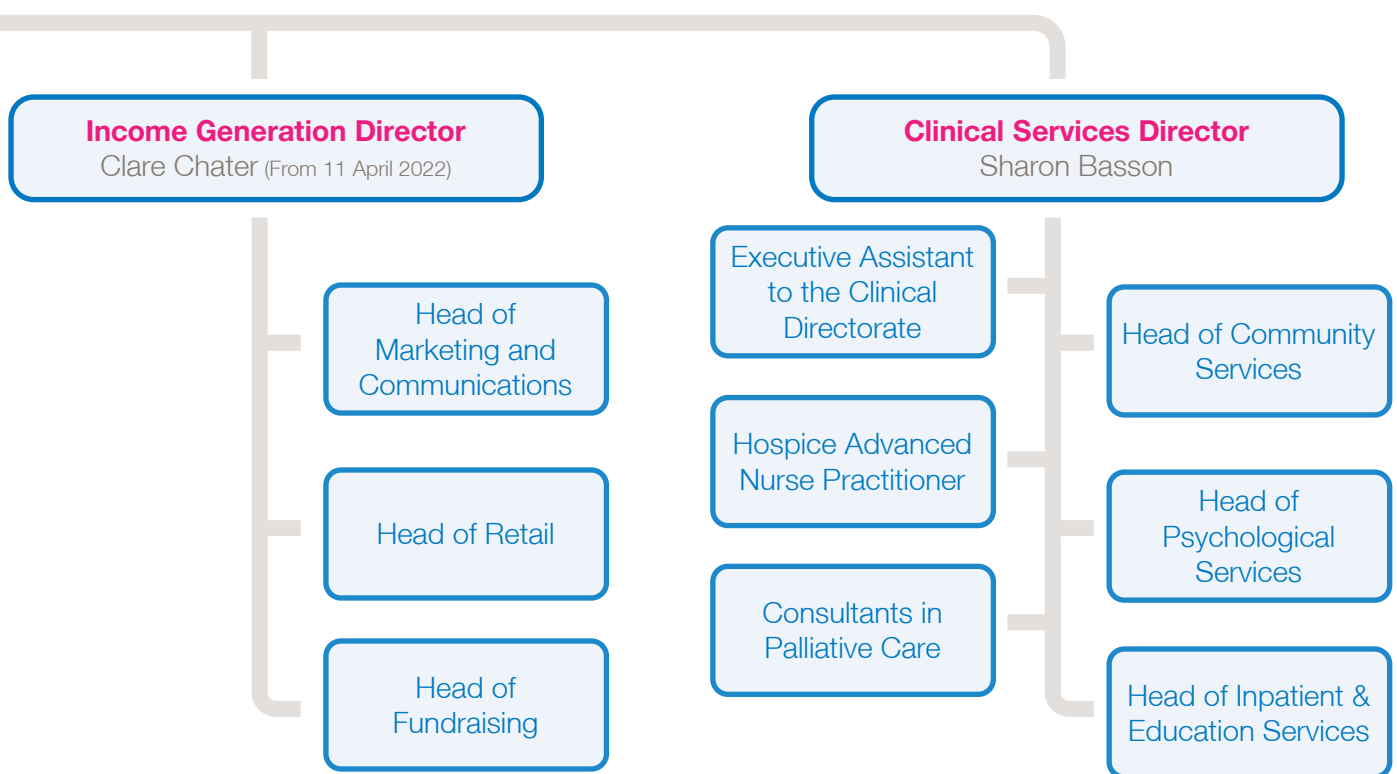 Income Generation Director
Clare Chater (From 11 April 2022)
Head of
Marketing and
Communications
Head of Retail
Head of
Fundraising
Clinical Services Director
Sharon Basson
Executive Assistant
to the Clinical
Directorate
Hospice Advanced
Nurse Practitioner
Consultants in
Palliative Care
Head of Community
Services
Head of
Psychological
Services
Head of Inpatient &
Education Services